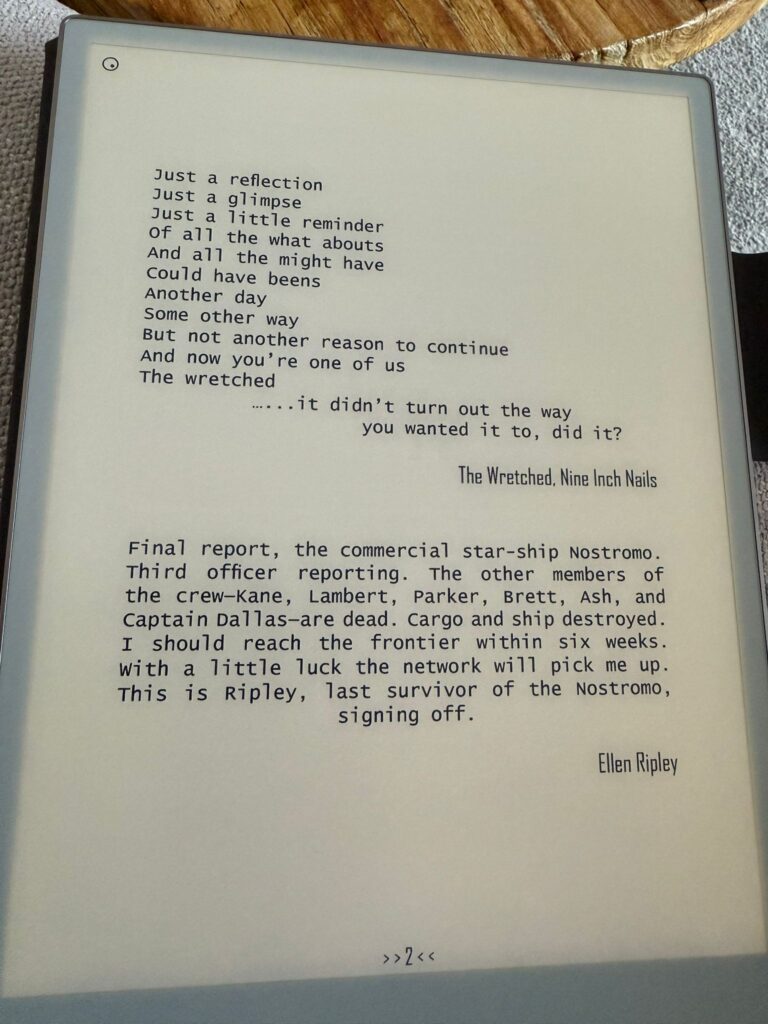 Just a reflection
Just a glimpse
Just a little reminder
Of all the what abouts
And all the might have
Could have beens
Another day
Some other way
But not another reason to continue
And now you’re one of us
The wretched
…...it didn’t turn out the way
you wanted it to, did it?
The Wretched, Nine Inch Nails
Final report, the commercial star-ship Nostromo.
Third officer reporting. The other members of
the crew—Kane, Lambert, Parker, Brett, Ash, and
Captain Dallas—are dead. Cargo and ship destroyed.
I should reach the frontier within six weeks.
With a little luck the network will pick me up.
This is Ripley, last survivor of the Nostromo,
signing off.
Ellen Ripley
>>2<<